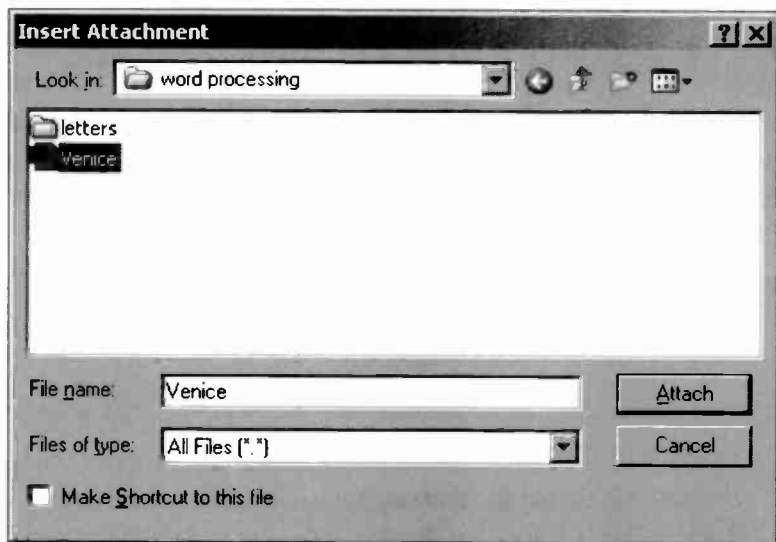 Insert Attachment
Look in: word processing
letters
Venice
File name: Venice
Attach
Files of type: All Files (*.*)
Cancel
Make Shortcut to this file